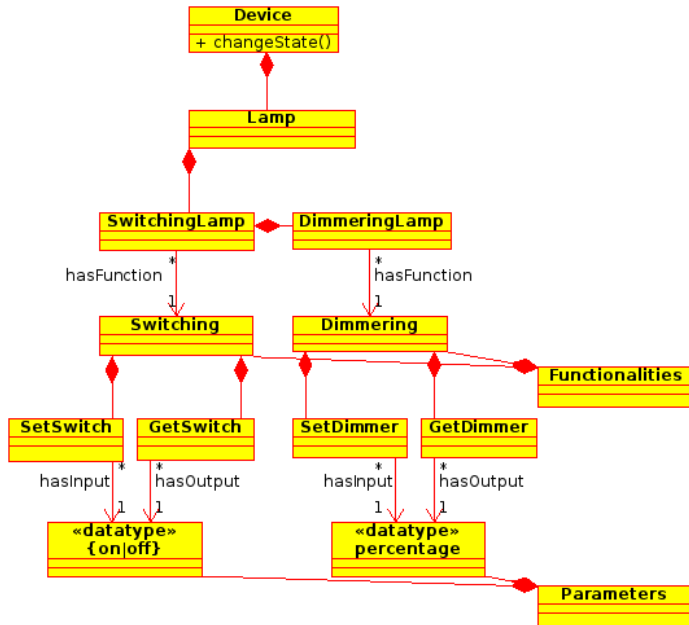 Device
+ changeState()
Lamp
SwitchingLamp
DimmeringLamp
*
hasFunction
1
*
hasFunction
1
Switching
Dimmering
Functionalities
SetSwitch
GetSwitch
SetDimmer
GetDimmer
*
hasInput
1
*
hasOutput
1
*
hasInput
1
*
hasOutput
1
«datatype»
{on|off}
«datatype»
percentage
Parameters